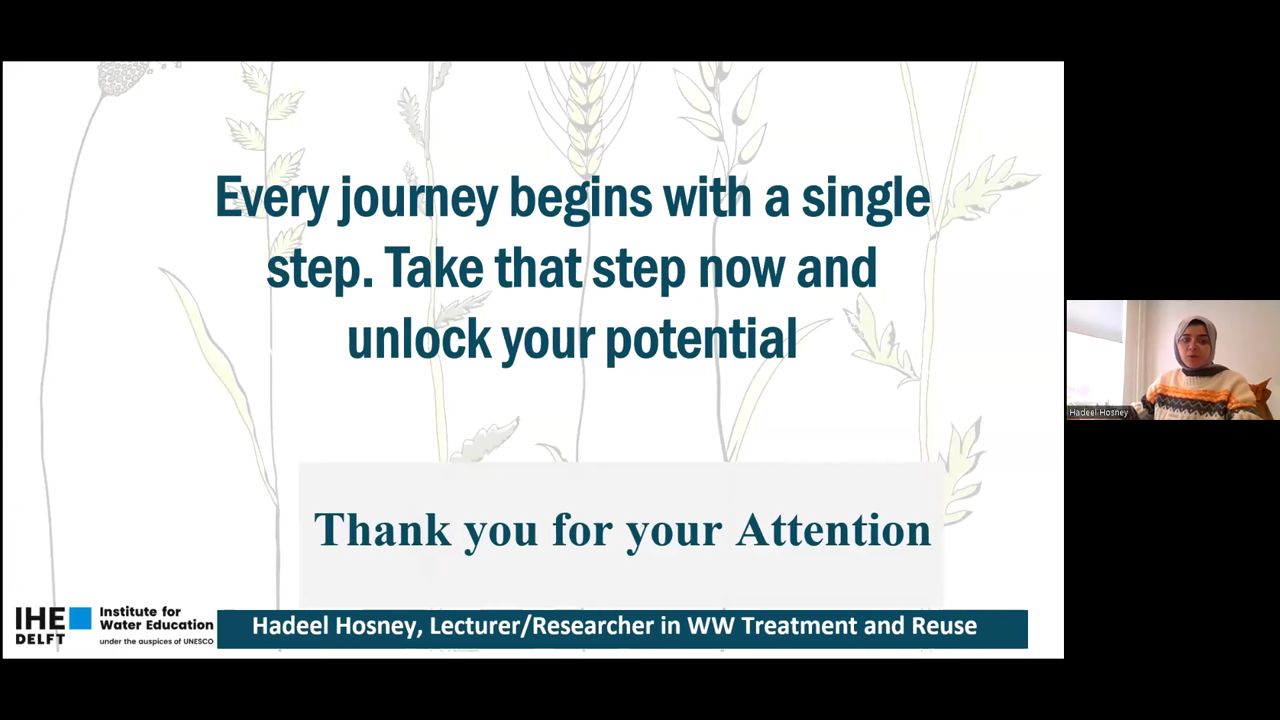 Every journey begins with a single
step. Take that step now and
unlock your potential
Thank you for your Attention
IHE
DELFT
Institute for
Water Education
under the auspices of UNESCO
Hadeel Hosney, Lecturer/Researcher in WW Treatment and Reuse
Hadeel Hosney